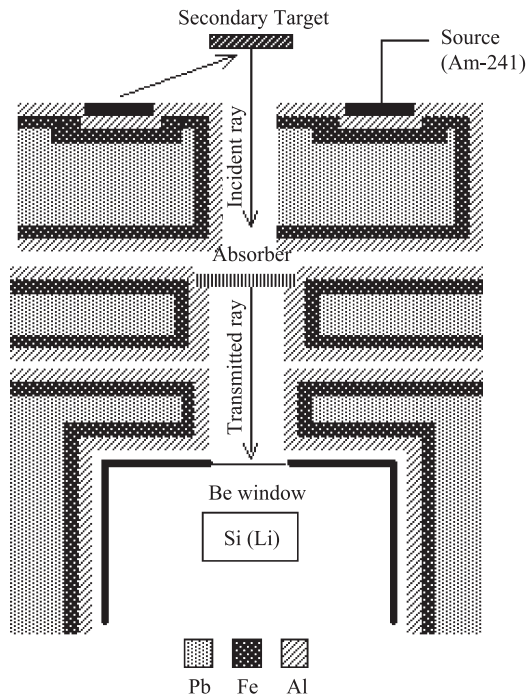 Secondary Target
Source
(Am-241)
Incident ray
Absorber
Transmitted ray
Be window
Si (Li)
Pb Fe Al